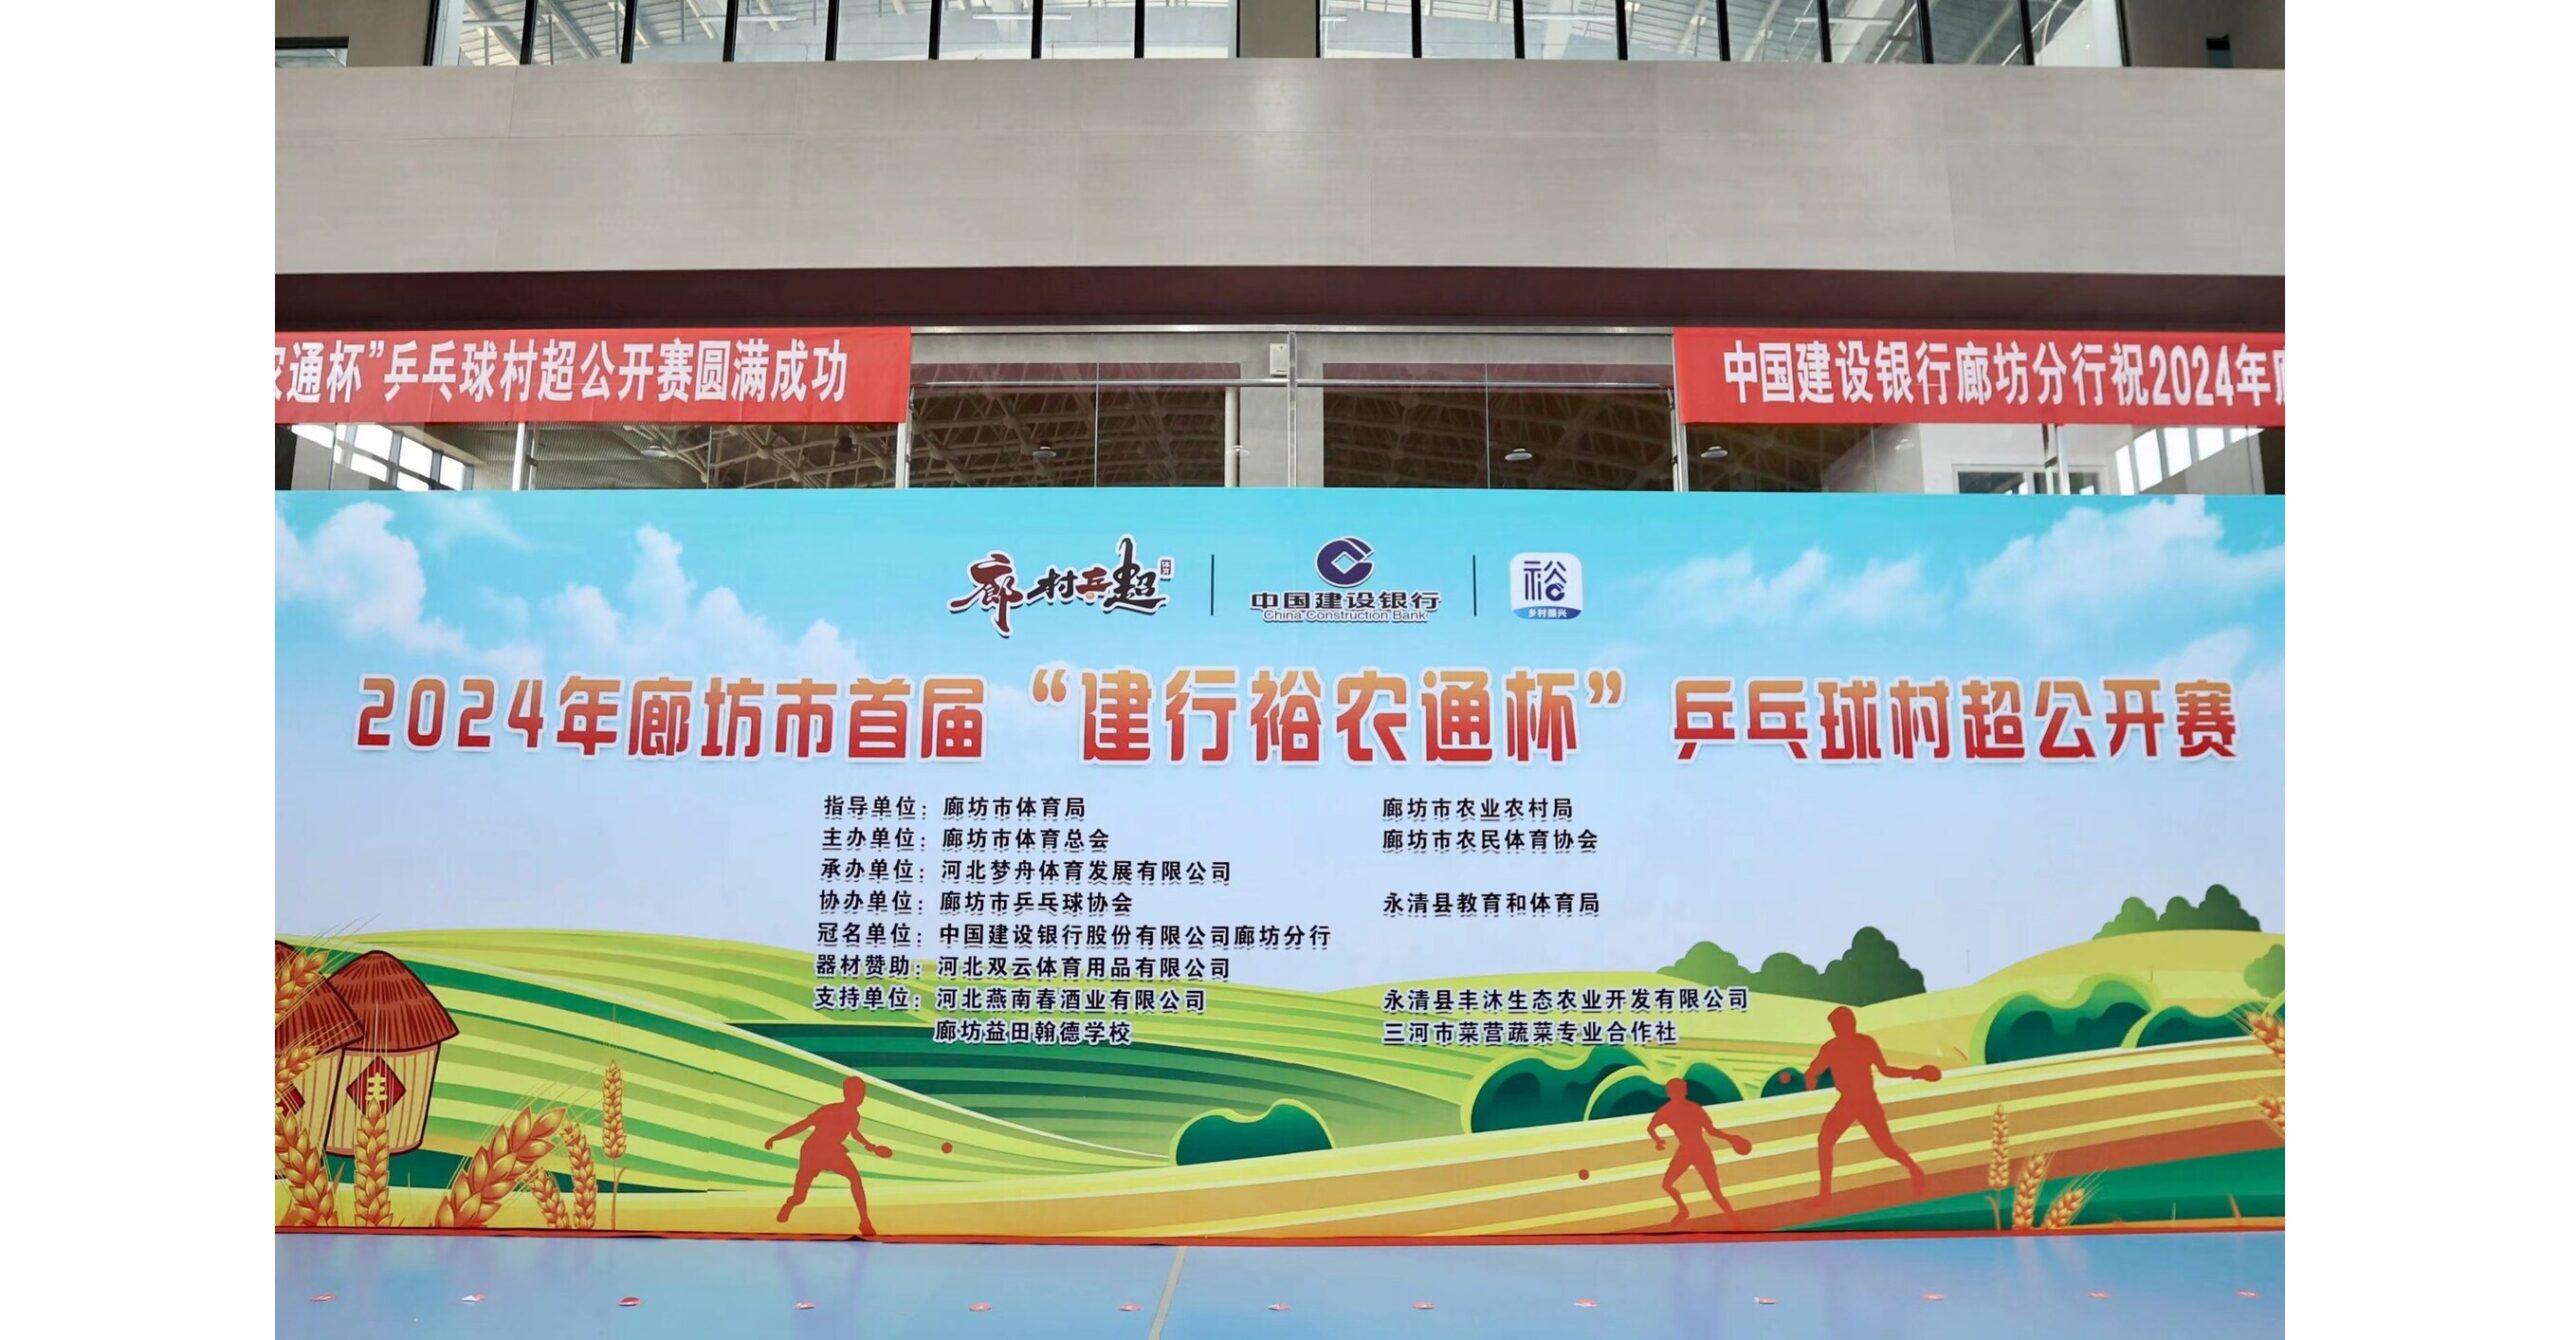 农通杯”乒乓球村超公开赛圆满成功
中国建设银行廊坊分行祝2024年廊
廊村乒超 体育
中国建设银行
China Construction Bank
裕
乡村振兴
2024年廊坊市首届“建行裕农通杯”乒乓球村超公开赛
指导单位：廊坊市体育局 廊坊市农业农村局
主办单位：廊坊市体育总会 廊坊市农民体育协会
承办单位：河北梦舟体育发展有限公司
协办单位：廊坊市乒乓球协会 永清县教育和体育局
冠名单位：中国建设银行股份有限公司廊坊分行
器材赞助：河北双云体育用品有限公司
支持单位：河北燕南春酒业有限公司 永清县丰沐生态农业开发有限公司
廊坊益田翰德学校 三河市菜营蔬菜专业合作社
丰